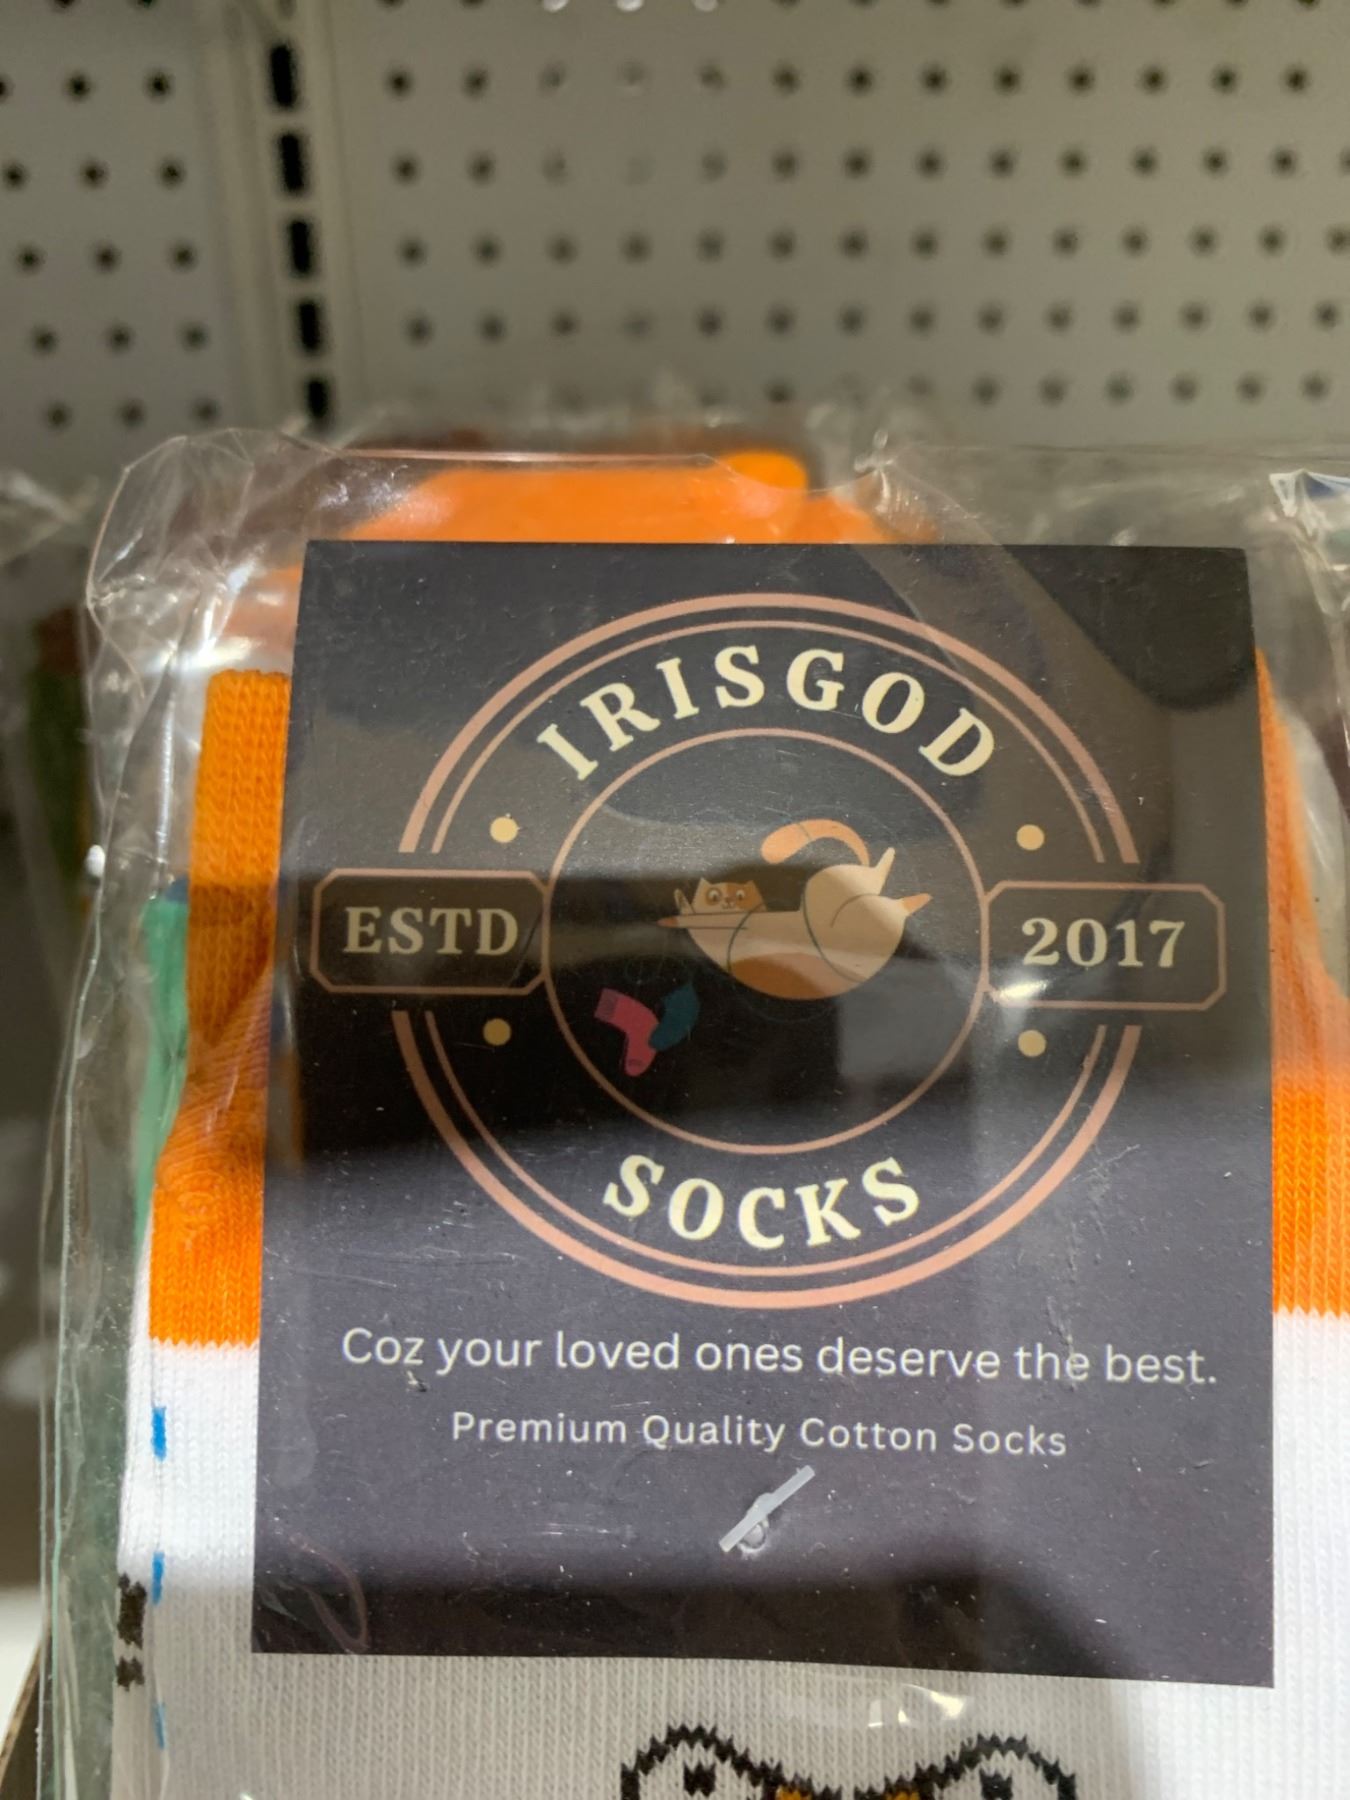 IRISGOD
ESTD
2017
SOCKS
Coz your loved ones deserve the best.
Premium Quality Cotton Socks